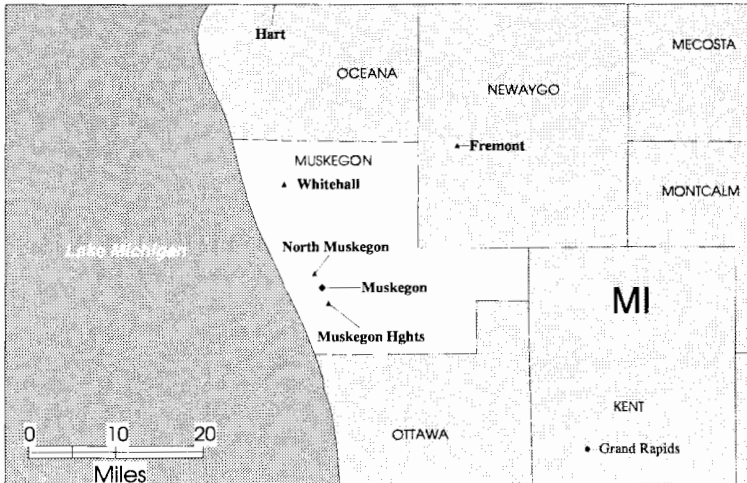 Hart
MECOSTA
OCEANA
NEWAYGO
Fremont
MUSKEGON
Whitehall
MONTCALM
Lake Michigan
North Muskegon
Muskegon
MI
Muskegon Hghts
KENT
OTTAWA
Grand Rapids
0 10 20
Miles